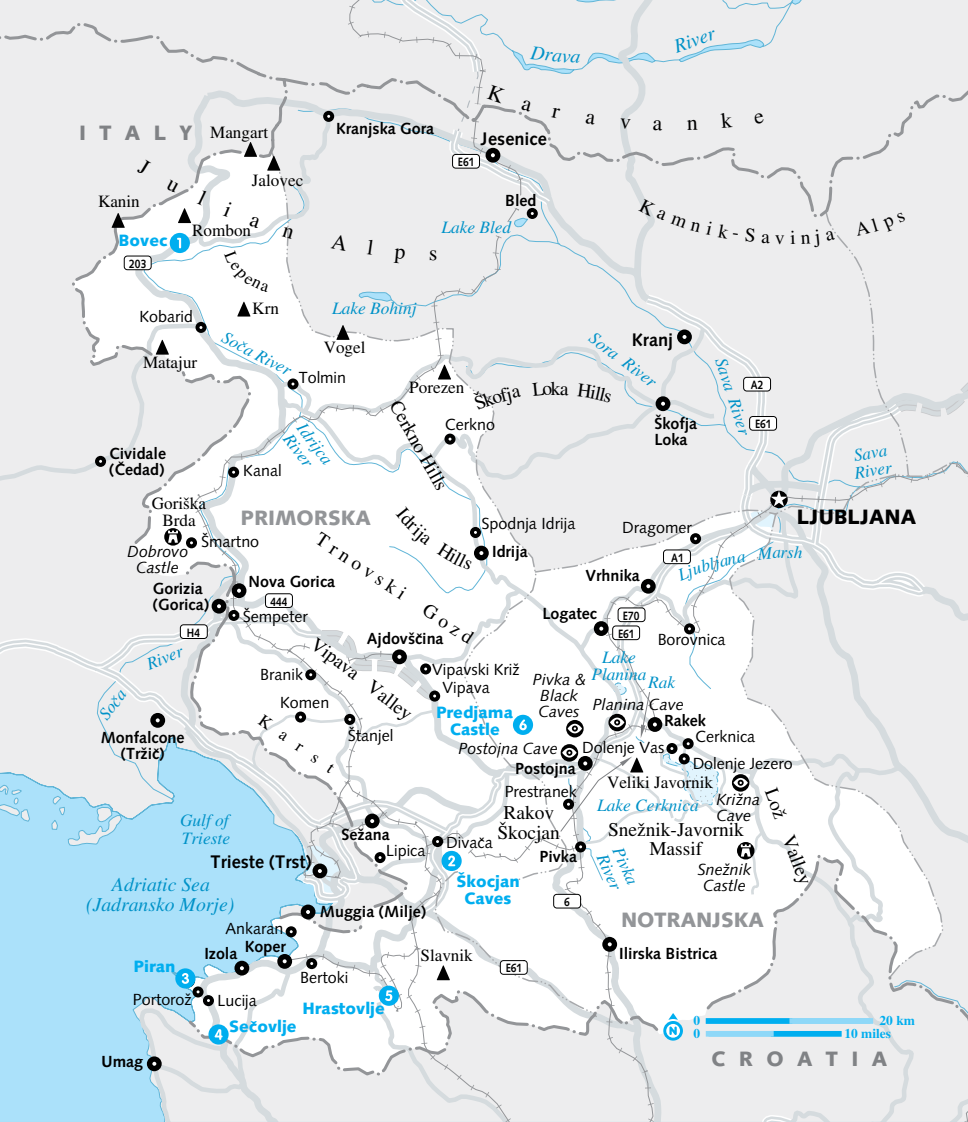 Drava
River
Karavanke
ITALY
Mangart
Kranjska Gora
Jesenice
E61
Julian Alps
Jalovec
Kanin
Rombon
Bovec 1
203
Bled
Lake Bled
Kamnik-Savinja Alps
Lepena
Krn
Lake Bohinj
Kobarid
Vogel
Matajur
Soča River
Tolmin
Porezen
Kranj
Sora River
Sava River
A2
E61
Škofja Loka Hills
Škofja
Loka
Cerkno Hills
Cerkno
Cividale
(Čedad)
Idrijca
River
Kanal
Sava
River
Goriška
Brda
PRIMORSKA
LJUBLJANA
Idrija Hills
Spodnja Idrija
Idrija
Dragomer
Šmartno
Dobrovo
Castle
Trnovski Gozd
A1
Ljubljana Marsh
Vrhnika
Nova Gorica
Gorizia
(Gorica)
444
Šempeter
H4
Logatec
E70
E61
Borovnica
Ajdovščina
River
Soča
Vipava Valley
Vipavski Križ
Vipava
Branik
Lake
Planina
Rak
Pivka &
Black
Caves
Planina Cave
Komen
Štanjel
Karst
Predjama
Castle
6
Rakek
Monfalcone
(Tržič)
Postojna Cave
Dolenje Vas
Cerknica
Dolenje Jezero
Postojna
Veliki Javornik
Križna
Cave
Lož Valley
Prestranek
Lake Cerknica
Rakov
Škocjan
Gulf of
Trieste
Sežana
Snežnik-Javornik
Massif
Divača
Lipica
2
Škocjan
Caves
Pivka
Pivka
River
Snežnik
Castle
Trieste (Trst)
Adriatic Sea
(Jadransko Morje)
6
Muggia (Milje)
NOTRANJSKA
Ankaran
Koper
Izola
Bertoki
Slavnik
E61
Ilirska Bistrica
Piran
3
Portorož
Lucija
Hrastovlje
5
4
Sečovlje
N
0
20 km
0
10 miles
CROATIA
Umag